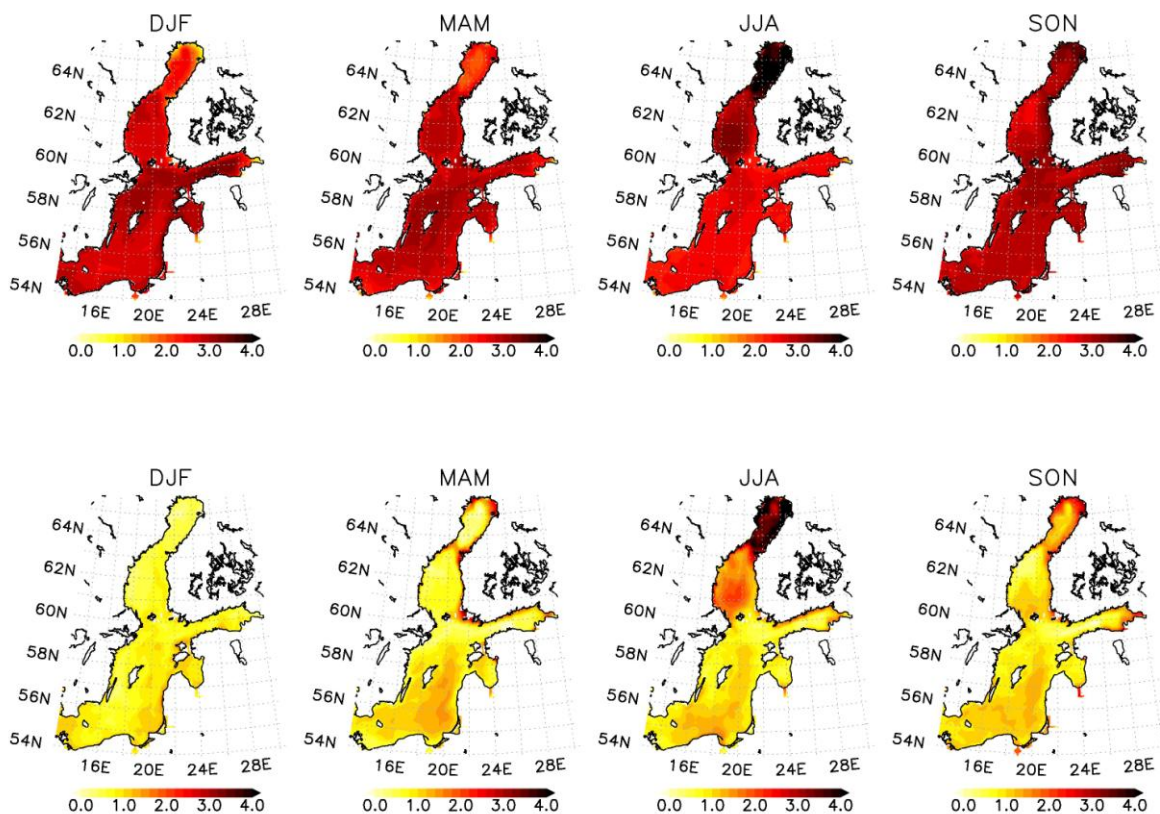 DJF MAM JJA SON
64N 64N 64N 64N
62N 62N 62N 62N
60N 60N 60N 60N
58N 58N 58N 58N
56N 56N 56N 56N
54N 54N 54N 54N
16E 20E 24E 28E 16E 20E 24E 28E 16E 20E 24E 28E 16E 20E 24E 28E
0.0 1.0 2.0 3.0 4.0 0.0 1.0 2.0 3.0 4.0 0.0 1.0 2.0 3.0 4.0 0.0 1.0 2.0 3.0 4.0
DJF MAM JJA SON
64N 64N 64N 64N
62N 62N 62N 62N
60N 60N 60N 60N
58N 58N 58N 58N
56N 56N 56N 56N
54N 54N 54N 54N
16E 20E 24E 28E 16E 20E 24E 28E 16E 20E 24E 28E 16E 20E 24E 28E
0.0 1.0 2.0 3.0 4.0 0.0 1.0 2.0 3.0 4.0 0.0 1.0 2.0 3.0 4.0 0.0 1.0 2.0 3.0 4.0